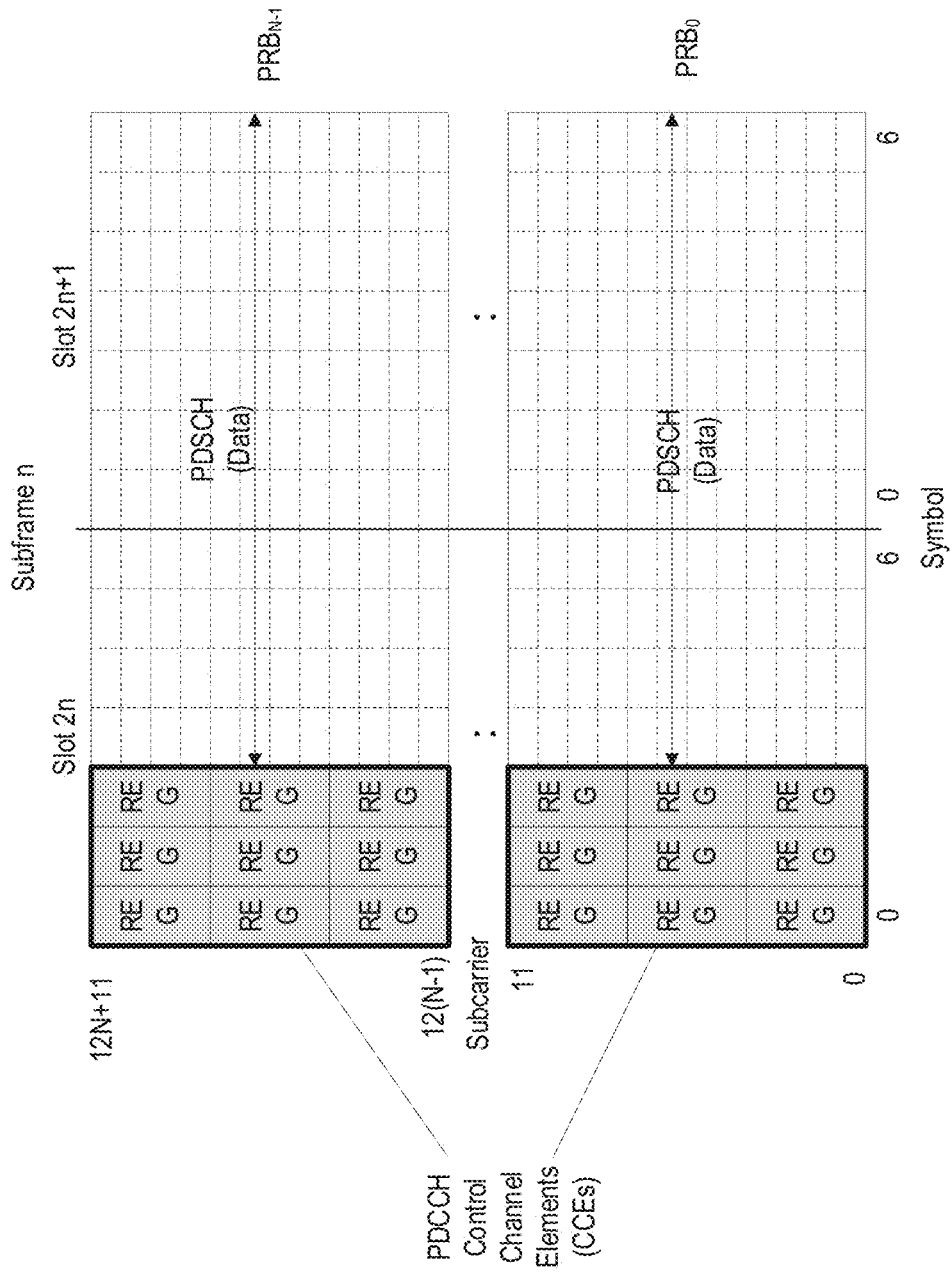 Subframe n
Slot 2n
Slot 2n+1
12N+11
RE RE RE
G G G
RE RE RE
G G G
RE RE RE
G G G
PDSCH
(Data)
PRBN-1
12(N-1)
Subcarrier
:
:
11
RE RE RE
G G G
RE RE RE
G G G
RE RE RE
G G G
PDSCH
(Data)
PRB0
0
0
6
0
6
Symbol
PDCCH
Control
Channel
Elements
(CCEs)